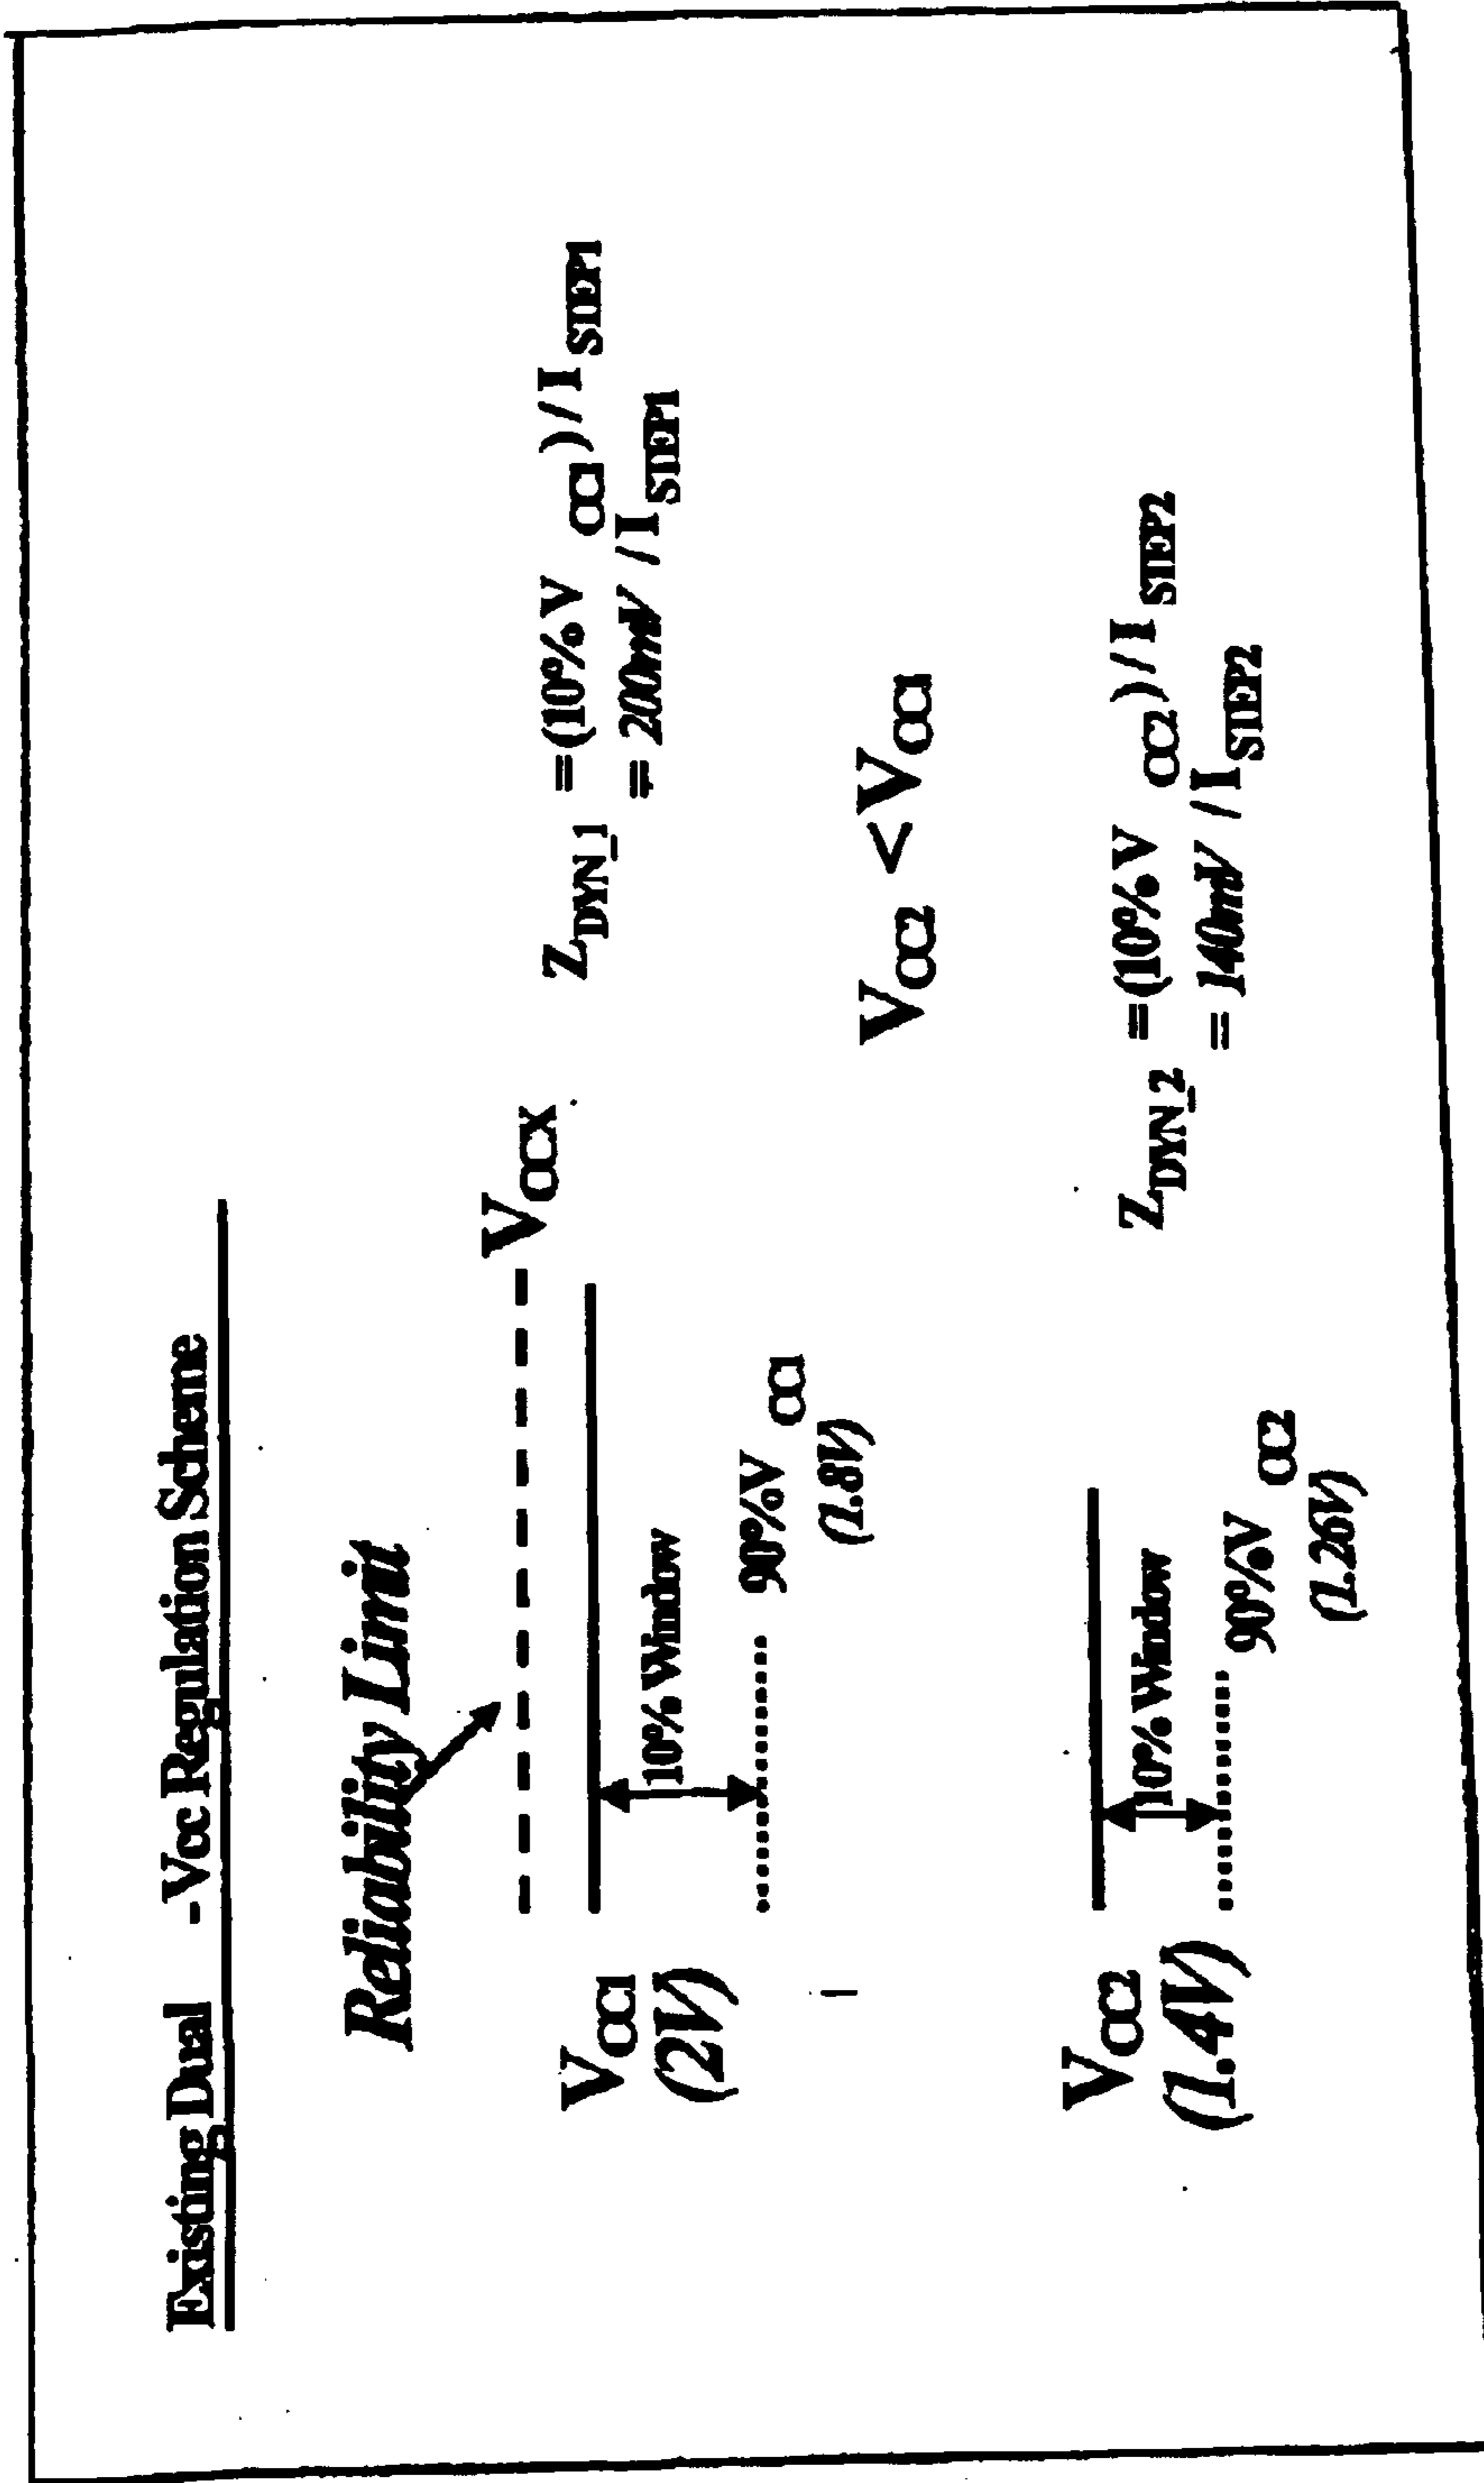 Existing Dual -Vcc Regulation Scheme
Reliability Limit
VCCX
VCC1
(2V)
10% Window
90%VCC1
(1.8V)
ZDYN_1 =(10%VCC1)/ISTEP1
= 200mV /ISTEP1
VCC2 <VCC1
VCC2
(1.4V)
10% Window
90%VCC2
(1.26V)
ZDYN_2 =(10%VCC2)/ISTEP2
= 140mV /ISTEP2